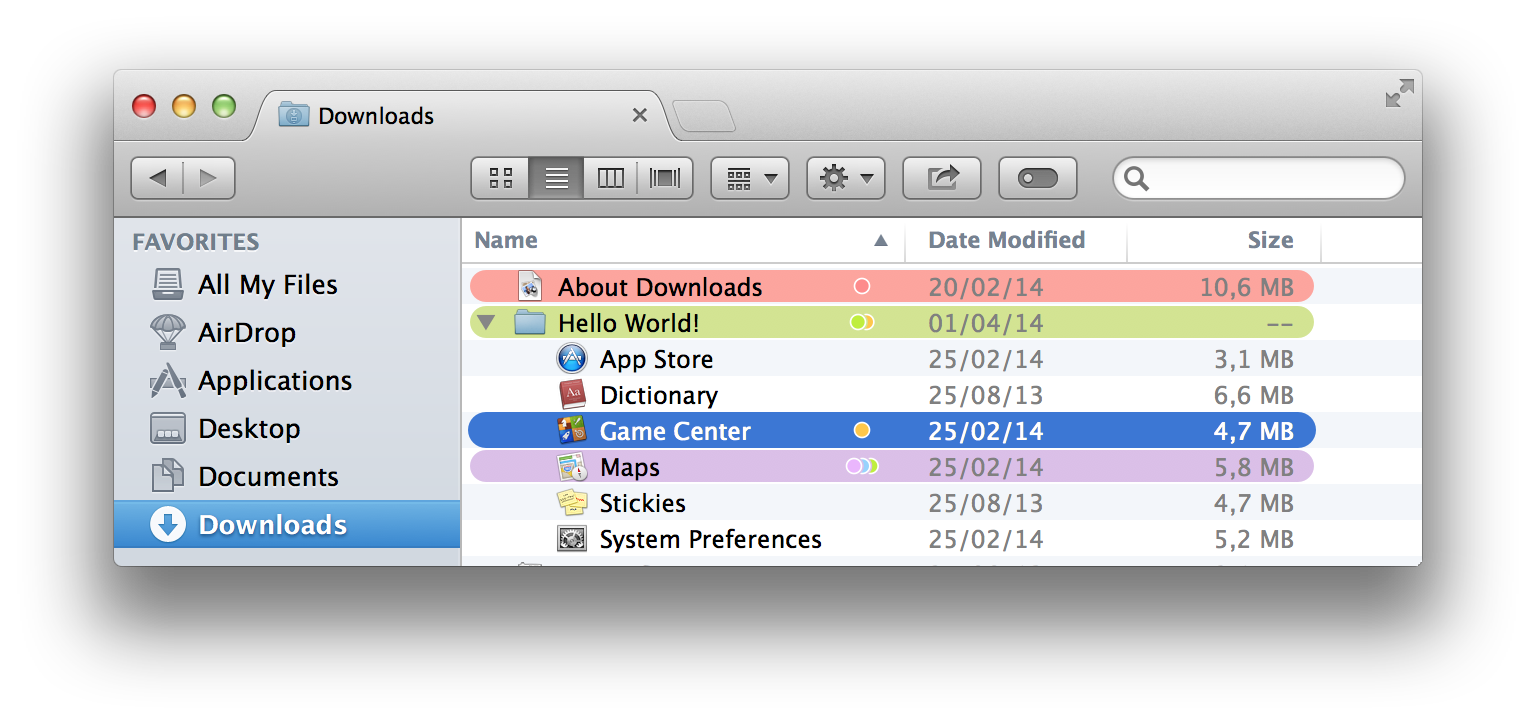 Downloads
FAVORITES
All My Files
AirDrop
Applications
Desktop
Documents
Downloads
Name Date Modified Size
About Downloads 20/02/14 10,6 MB
Hello World! 01/04/14 --
App Store 25/02/14 3,1 MB
Dictionary 25/08/13 6,6 MB
Game Center 25/02/14 4,7 MB
Maps 25/02/14 5,8 MB
Stickies 25/08/13 4,7 MB
System Preferences 25/02/14 5,2 MB